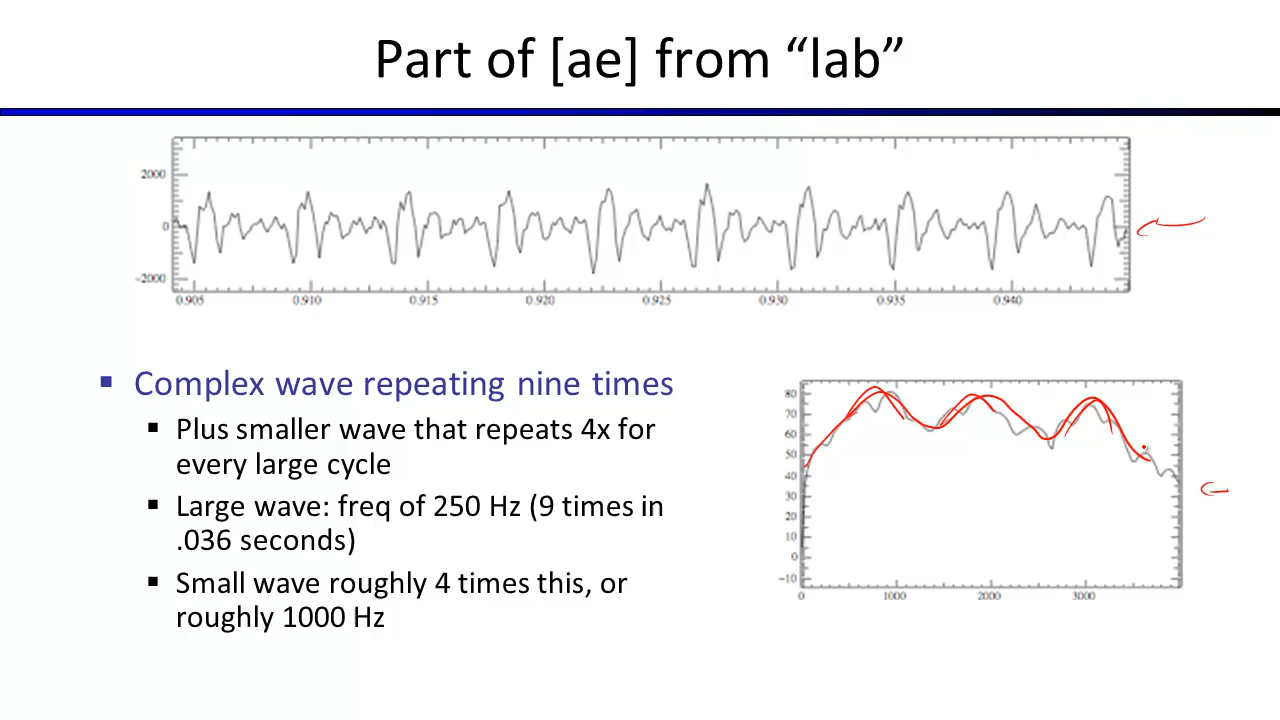 Part of [ae] from “lab”
2000
0
−2000
0.905 0.910 0.915 0.920 0.925 0.930 0.935 0.940
▪ Complex wave repeating nine times
▪ Plus smaller wave that repeats 4x for
every large cycle
▪ Large wave: freq of 250 Hz (9 times in
.036 seconds)
▪ Small wave roughly 4 times this, or
roughly 1000 Hz
80
70
60
50
40
30
20
10
0
−10
0 1000 2000 3000